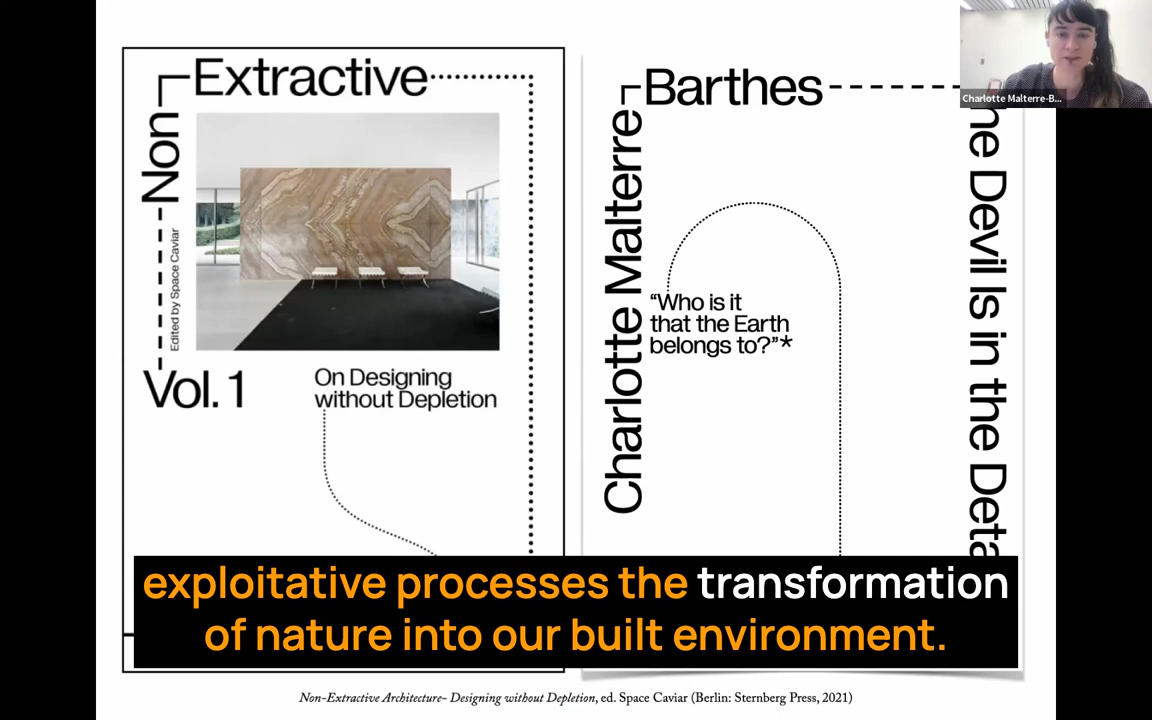 Extractive
Non
Edited by Space Caviar
Vol. 1
On Designing
without Depletion
Barthes
Charlotte Malterre
“Who is it
that the Earth
belongs to?”*
Devil Is in the
Charlotte Malterre-B...
exploitative processes the transformation
of nature into our built environment.
Non-Extractive Architecture- Designing without Depletion, ed. Space Caviar (Berlin: Sternberg Press, 2021)